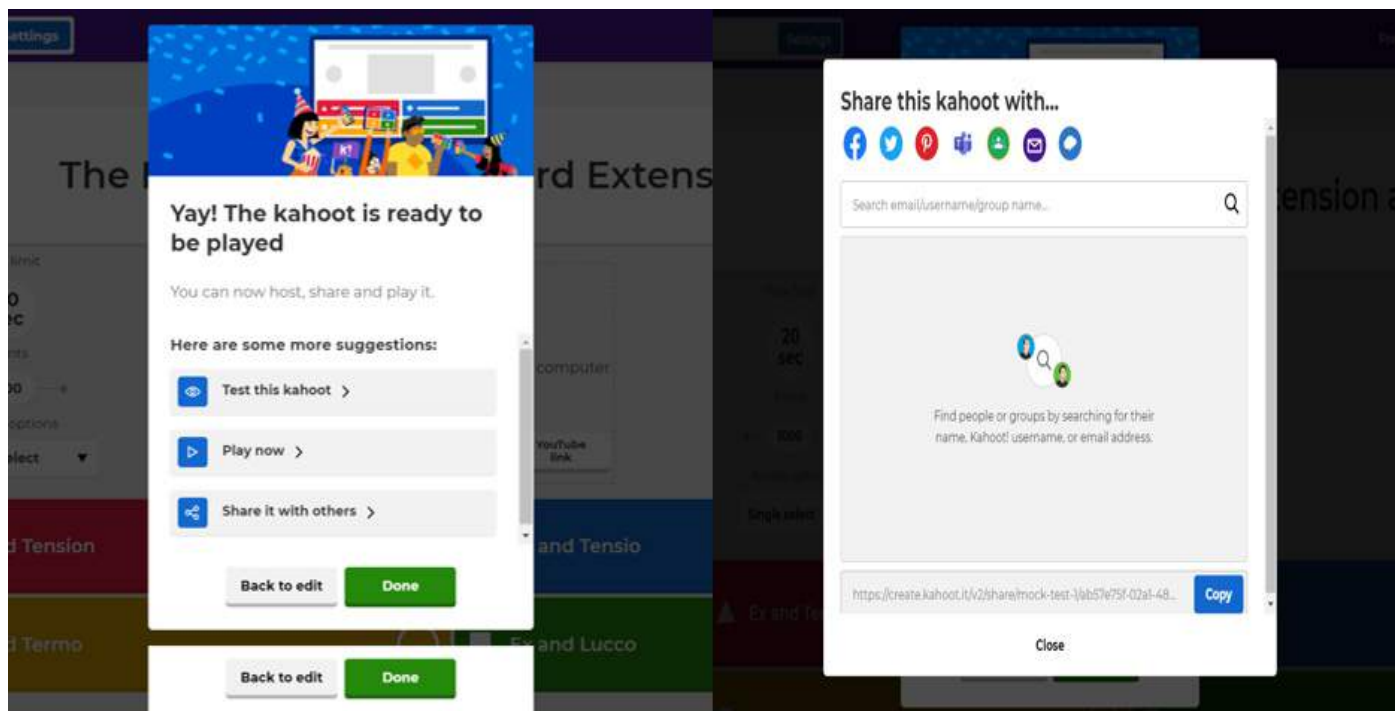 Settings
The
rd Extens
Yay! The kahoot is ready to
be played
You can now host, share and play it.
Here are some more suggestions:
Test this kahoot >
Play now >
Share it with others >
Back to edit
Done
Back to edit
Done
limit
options
computer
YouTube
link
d Tension
and Tensio
d Termo
Ex and Lucco
Settings
Share this kahoot with...
Search email/username/group name...
Find people or groups by searching for their
name, Kahoot! username, or email address.
https://create.kahoot.it/v2/share/mock-test-1/ab57e75f-02a1-48...
Copy
Close
ension a
20
sec
1000
Single select
Ex and Te